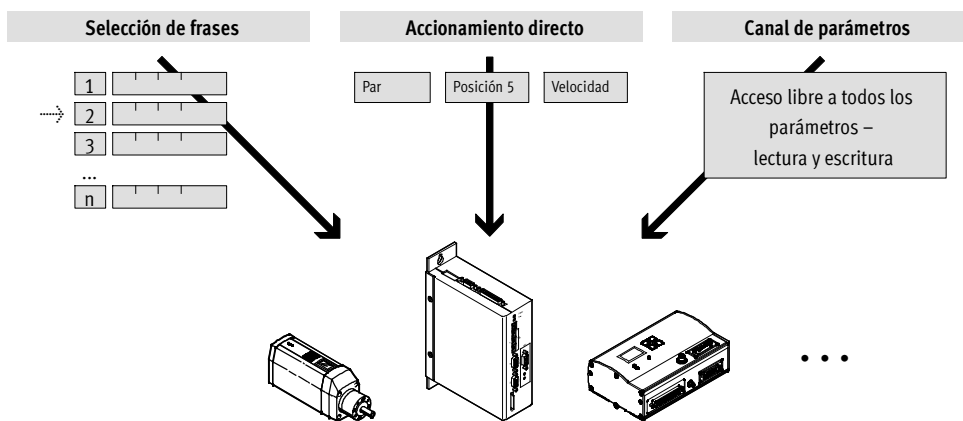 Selección de frases
Accionamiento directo
Canal de parámetros
1
2
3
...
n
Par
Posición 5
Velocidad
Acceso libre a todos los
parámetros –
lectura y escritura